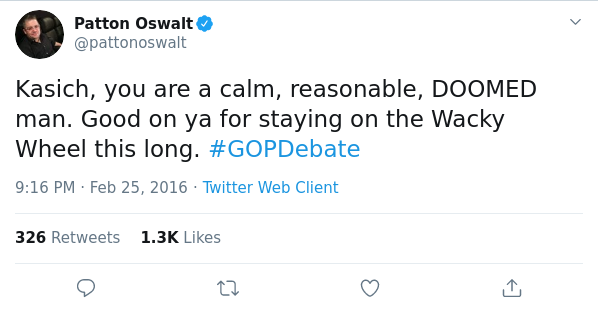 Patton Oswalt
@pattonoswalt
Kasich, you are a calm, reasonable, DOOMED
man. Good on ya for staying on the Wacky
Wheel this long. #GOPDebate
9:16 PM · Feb 25, 2016 · Twitter Web Client
326 Retweets 1.3K Likes